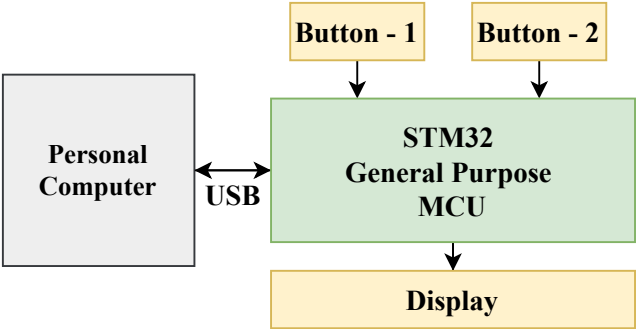 Button - 1
Button - 2
Personal
Computer
USB
STM32
General Purpose
MCU
Display